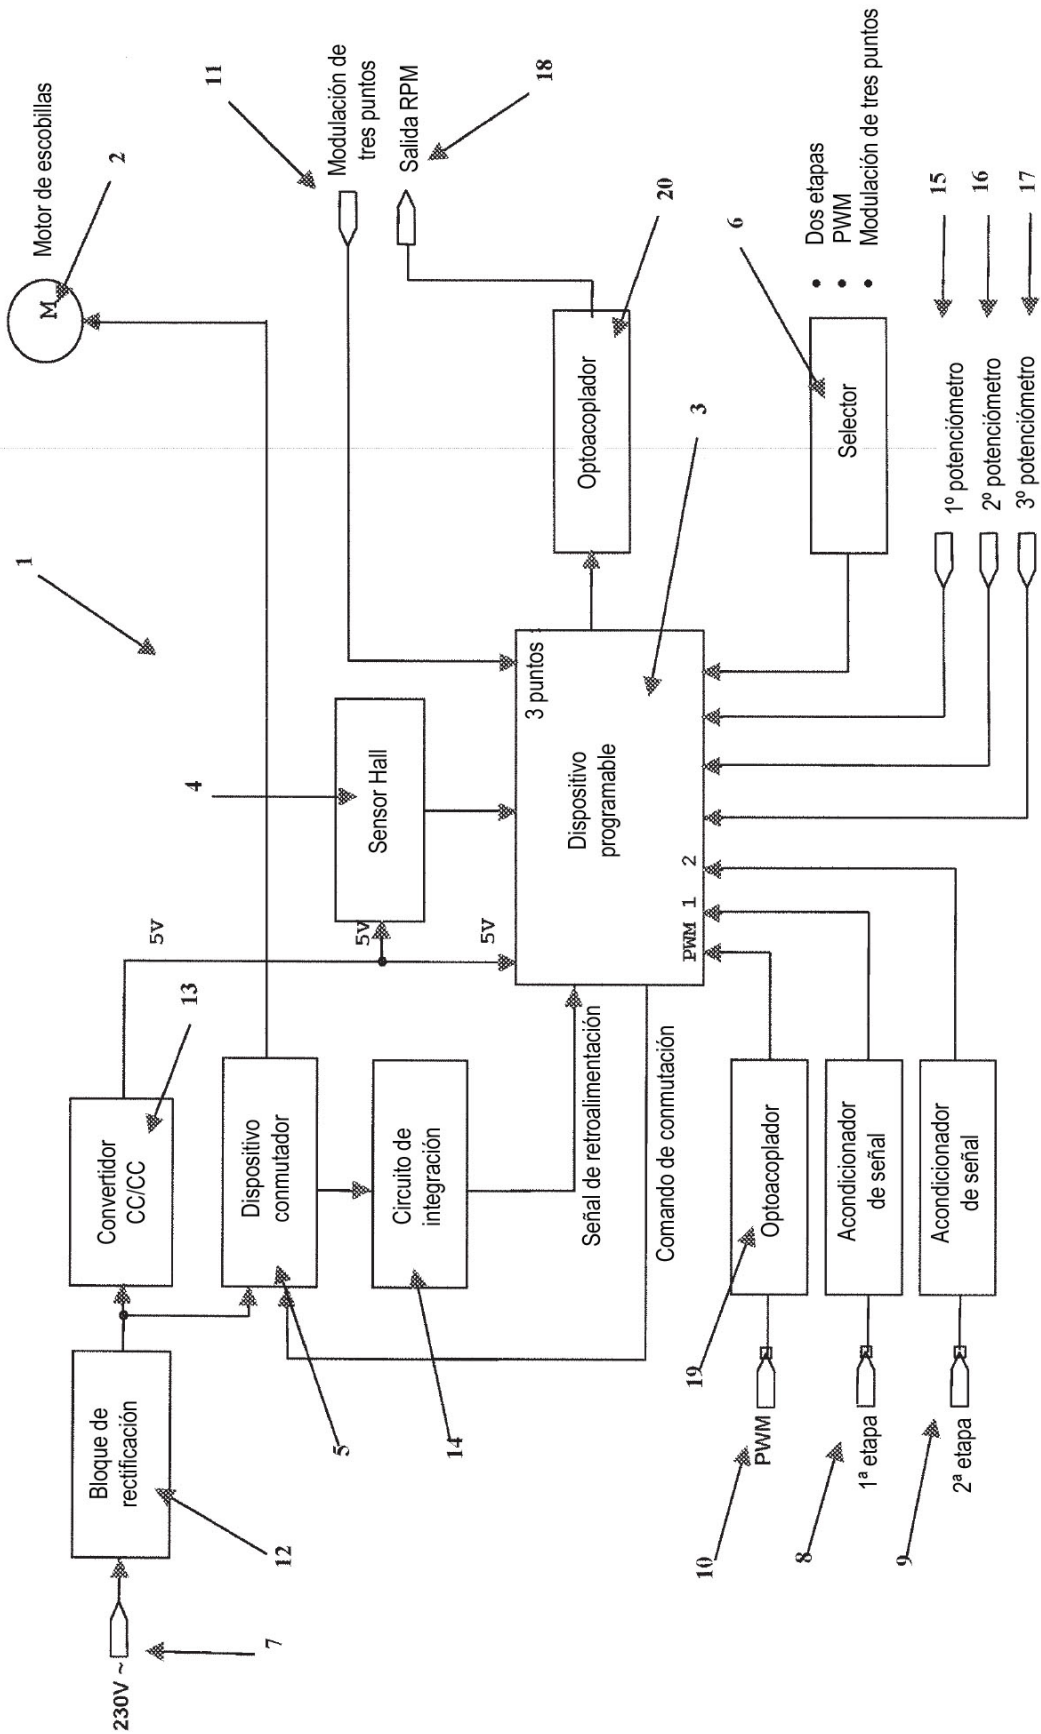 1
11
Motor de escobillas
2
M
Modulación de
tres puntos
Salida RPM
18
20
Optoacoplador
6
Dos etapas
PWM
Modulación de tres puntos
Selector
15
16
17
1º potenciómetro
2º potenciómetro
3º potenciómetro
3
3 puntos
Dispositivo
programable
PWM 1 2
4
Sensor Hall
5V
5V
5V
13
Convertidor
CC/CC
Dispositivo
conmutador
5
Circuito de
integración
14
Señal de retroalimentación
Comando de conmutación
Bloque de
rectificación
12
230V ~
7
Optoacoplador
19
Acondicionador
de señal
Acondicionador
de señal
10
PWM
8
1ª etapa
9
2ª etapa